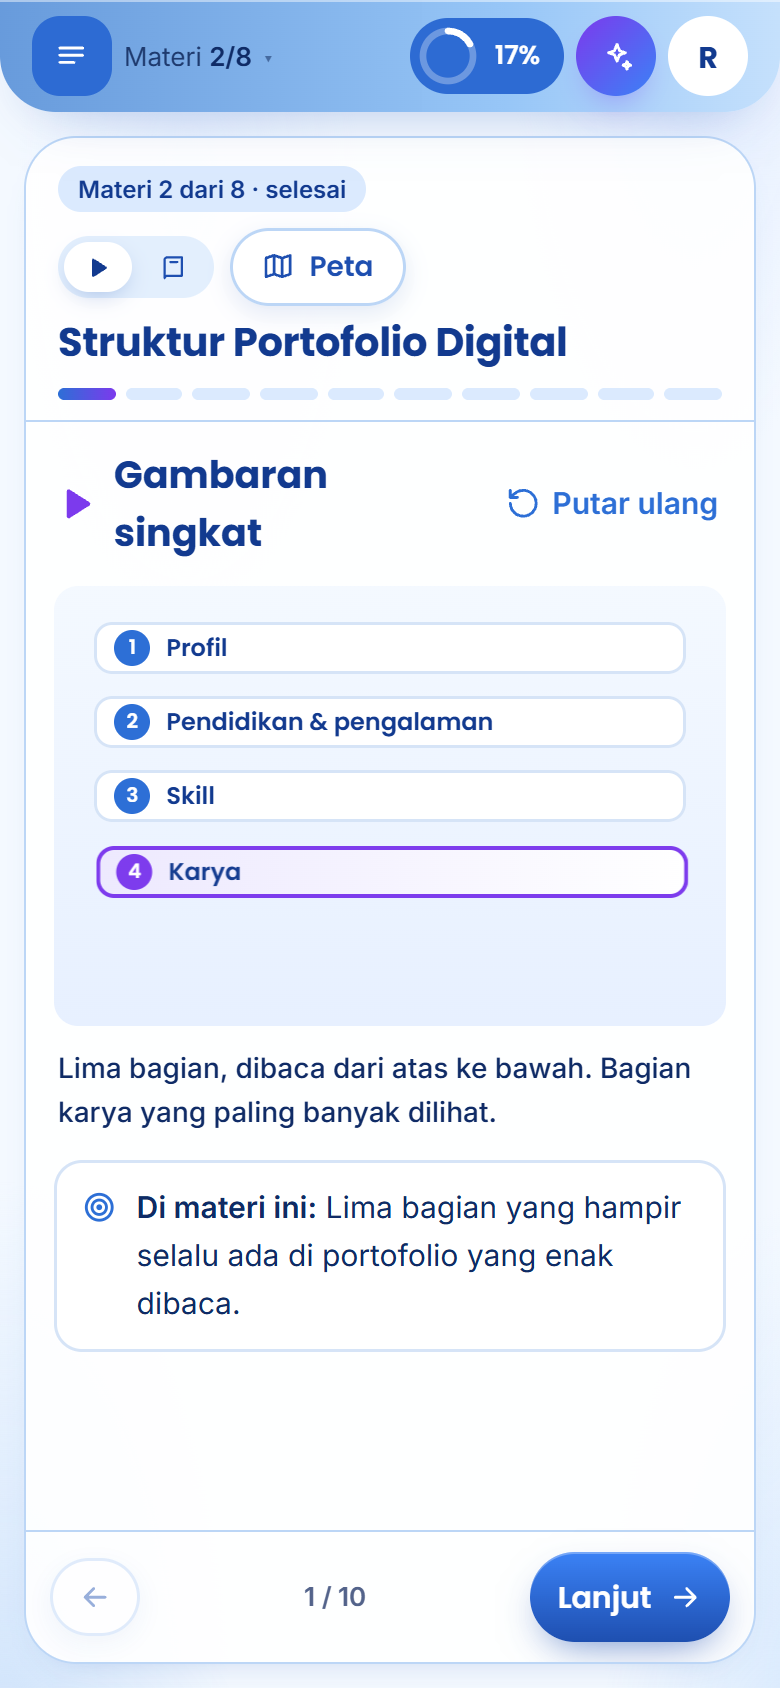 Materi 2/8
17%
R
Materi 2 dari 8 · selesai
Peta
Struktur Portofolio Digital
Gambaran
singkat
Putar ulang
1 Profil
2 Pendidikan & pengalaman
3 Skill
4 Karya
Lima bagian, dibaca dari atas ke bawah. Bagian
karya yang paling banyak dilihat.
Di materi ini: Lima bagian yang hampir
selalu ada di portofolio yang enak
dibaca.
1 / 10
Lanjut